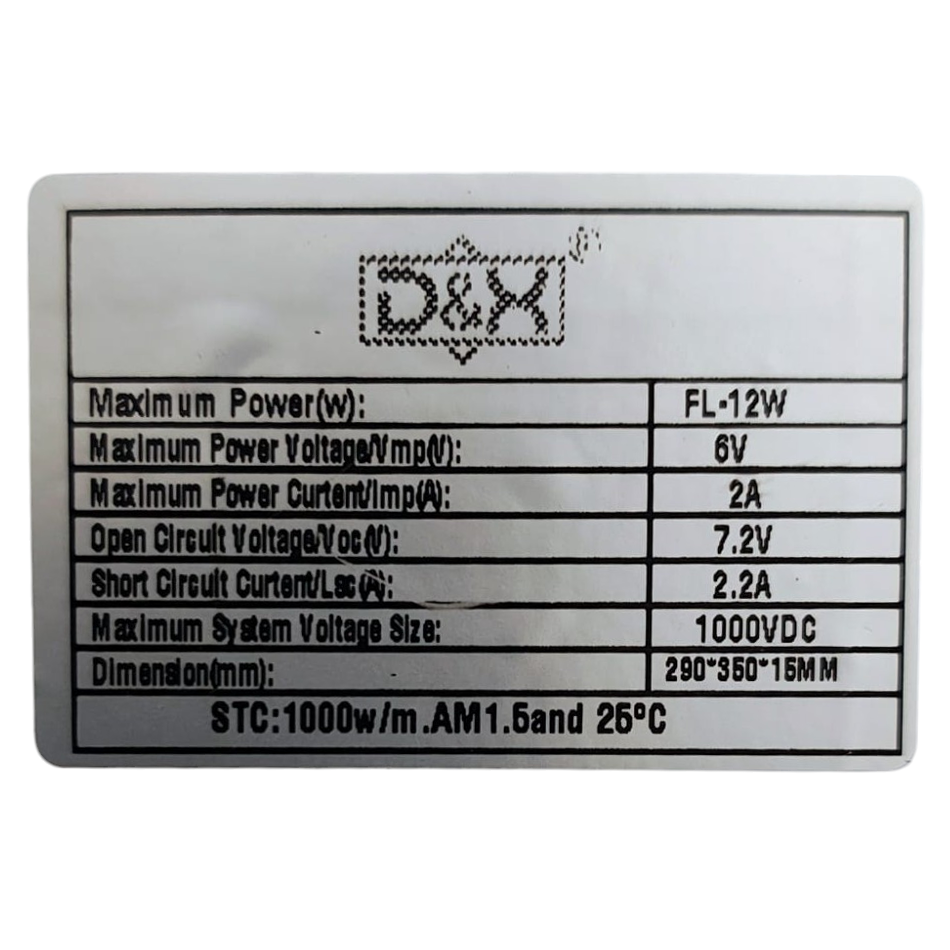 D&X®
Maximum Power(w): FL-12W
Maximum Power Voltage/Vmp(V): 6V
Maximum Power Curtent/Imp(A): 2A
Open Circuit Voltage/Voc(V): 7.2V
Short Circuit Curtent/Lsc(A): 2.2A
Maximum System Voltage Size: 1000VDC
Dimension(mm): 290*350*15MM
STC:1000w/m.AM1.5and 25ºC